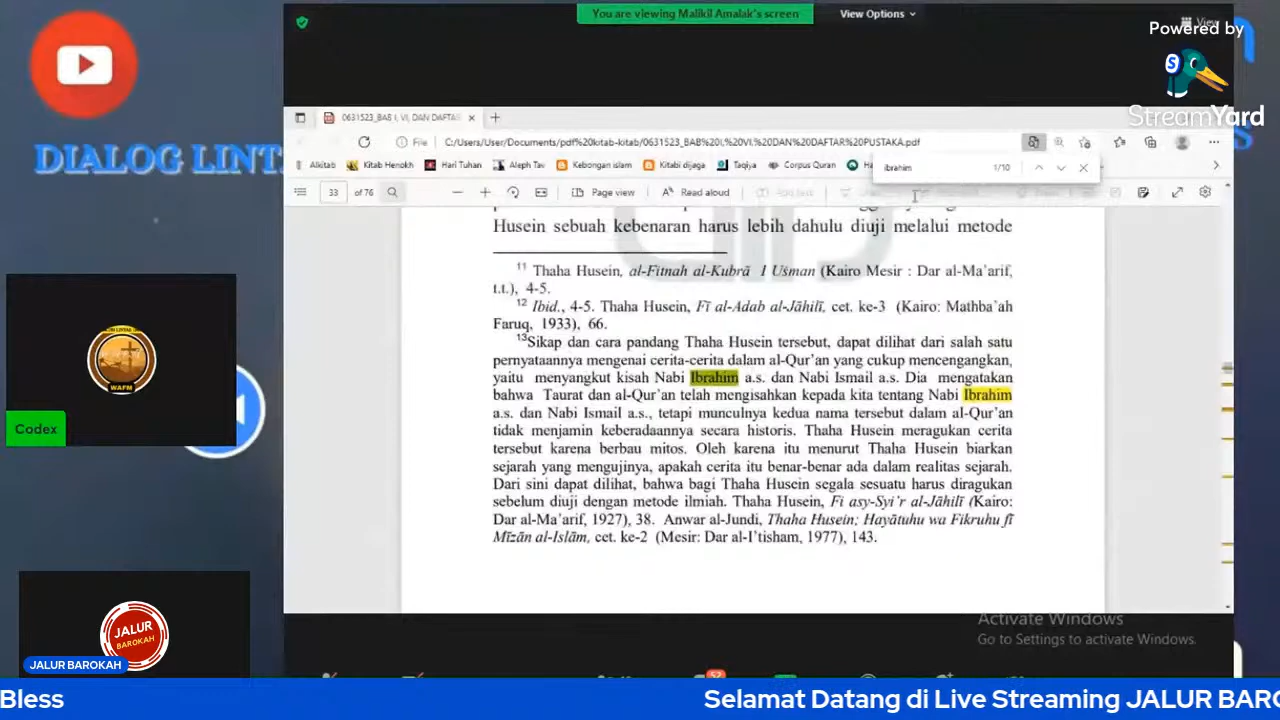 You are viewing Malikil Amalak's screen
View Options
View
Powered by
StreamYard
DIALOG LINT
0631523_BAB I, VI, DAN DAFTA
File
C:/Users/User/Documents/pdf%20kitab-kitab/0631523_BAB%20I,%20VI.%20DAN%20DAFTAR%20PUSTAKA.pdf
ibrahim
1/10
Alkitab
Kitab Henokh
Hari Tuhan
Aleph Tav
Kebongan islam
Kitabi dijaga
Taqiya
Corpus Quran
Ha
33
of 76
Page view
Read aloud
Husein sebuah kebenaran harus lebih dahulu diuji melalui metode
11 Thaha Husein, al-Fitnah al-Kubrā I Uṡman (Kairo Mesir : Dar al-Ma'arif,
t.t.), 4-5.
12 Ibid., 4-5. Thaha Husein, Fī al-Adab al-Jāhilī, cet. ke-3 (Kairo: Mathba'ah
Faruq, 1933), 66.
13Sikap dan cara pandang Thaha Husein tersebut, dapat dilihat dari salah satu
pernyataannya mengenai cerita-cerita dalam al-Qur'an yang cukup mencengangkan,
yaitu menyangkut kisah Nabi Ibrahim a.s. dan Nabi Ismail a.s. Dia mengatakan
bahwa Taurat dan al-Qur'an telah mengisahkan kepada kita tentang Nabi Ibrahim
a.s. dan Nabi Ismail a.s., tetapi munculnya kedua nama tersebut dalam al-Qur'an
tidak menjamin keberadaannya secara historis. Thaha Husein meragukan cerita
tersebut karena berbau mitos. Oleh karena itu menurut Thaha Husein biarkan
sejarah yang mengujinya, apakah cerita itu benar-benar ada dalam realitas sejarah.
Dari sini dapat dilihat, bahwa bagi Thaha Husein segala sesuatu harus diragukan
sebelum diuji dengan metode ilmiah. Thaha Husein, Fi asy-Syi'r al-Jāhilī (Kairo:
Dar al-Ma'arif, 1927), 38. Anwar al-Jundi, Thaha Husein; Hayātuhu wa Fikruhu fī
Mīzān al-Islām, cet. ke-2 (Mesir: Dar al-I'tisham, 1977), 143.
WAFM
Codex
JALUR
BAROKAH
JALUR BAROKAH
Activate Windows
Go to Settings to activate Windows.
52
Bless
Selamat Datang di Live Streaming JALUR BARO